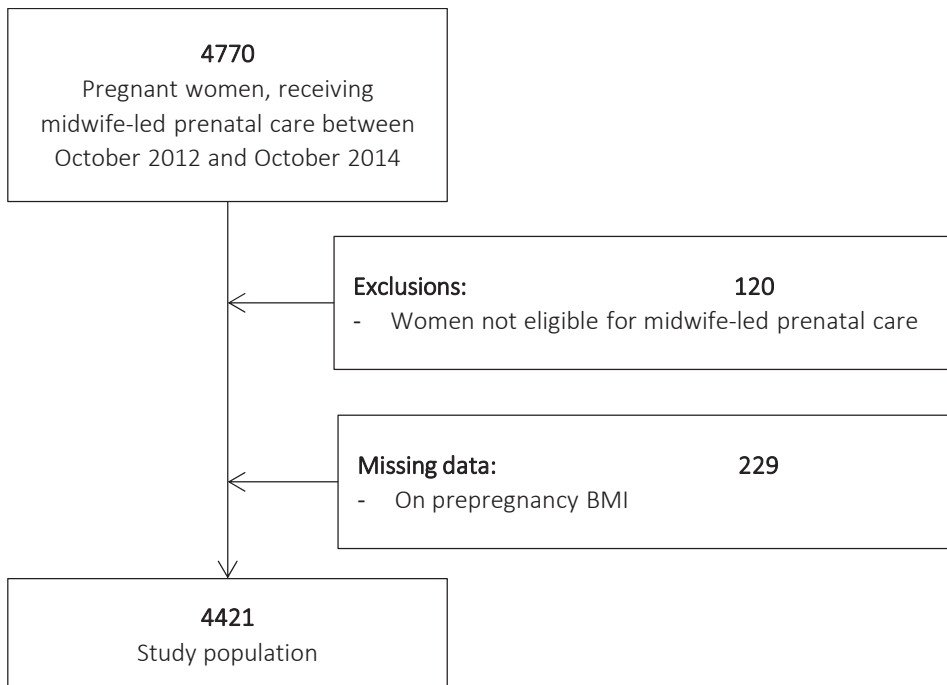 4770
Pregnant women, receiving
midwife-led prenatal care between
October 2012 and October 2014
Exclusions: 120
- Women not eligible for midwife-led prenatal care
Missing data: 229
- On prepregnancy BMI
4421
Study population